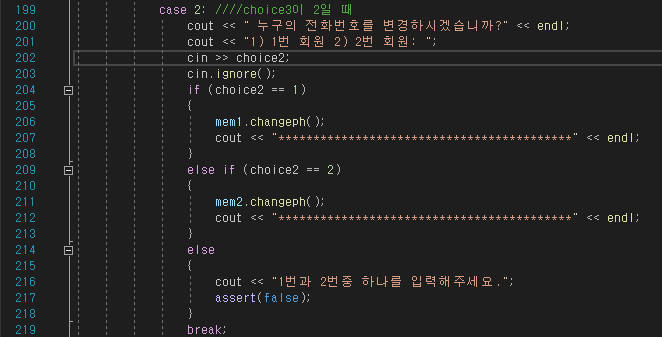 199 case 2: ////choice3이 2일 때
200 cout << " 누구의 전화번호를 변경하시겠습니까?" << endl;
201 cout << "1) 1번 회원 2) 2번 회원: ";
202 cin >> choice2;
203 cin.ignore();
204 if (choice2 == 1)
205 {
206 mem1.changeph();
207 cout << "******************************************" << endl;
208 }
209 else if (choice2 == 2)
210 {
211 mem2.changeph();
212 cout << "******************************************" << endl;
213 }
214 else
215 {
216 cout << "1번과 2번중 하나를 입력해주세요.";
217 assert(false);
218 }
219 break;